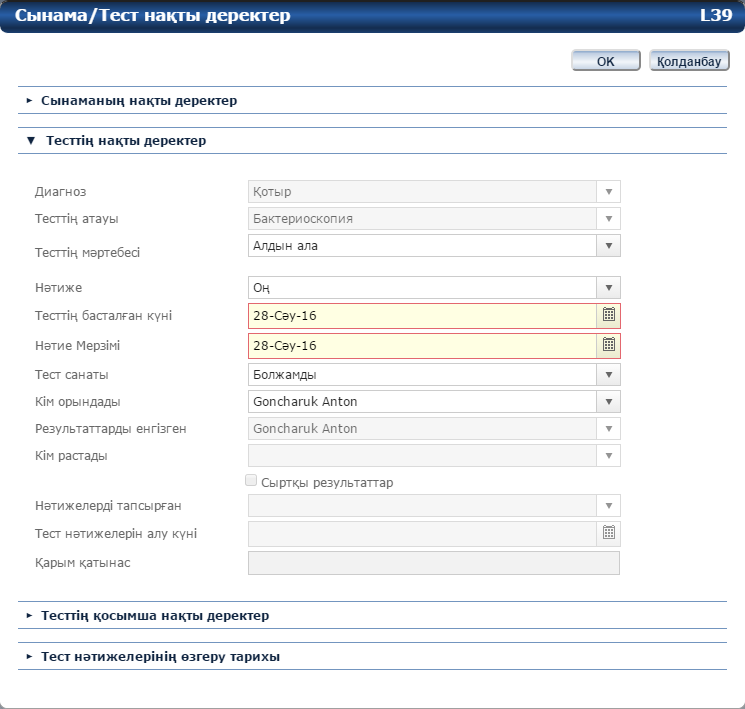 Сынама/Тест нақты деректер L39
OK Қолданбау
Сынаманың нақты деректер
Тесттің нақты деректер
Диагноз Қотыр
Тесттің атауы Бактериоскопия
Тесттің мәртебесі Алдын ала
Нәтиже Оң
Тесттің басталған күні 28-Сәу-16
Нәтие Мерзімі 28-Сәу-16
Тест санаты Болжамды
Кім орындады Goncharuk Anton
Результаттарды енгізген Goncharuk Anton
Кім растады
Сыртқы результаттар
Нәтижелерді тапсырған
Тест нәтижелерін алу күні
Қарым қатынас
Тесттің қосымша нақты деректер
Тест нәтижелерінің өзгеру тарихы